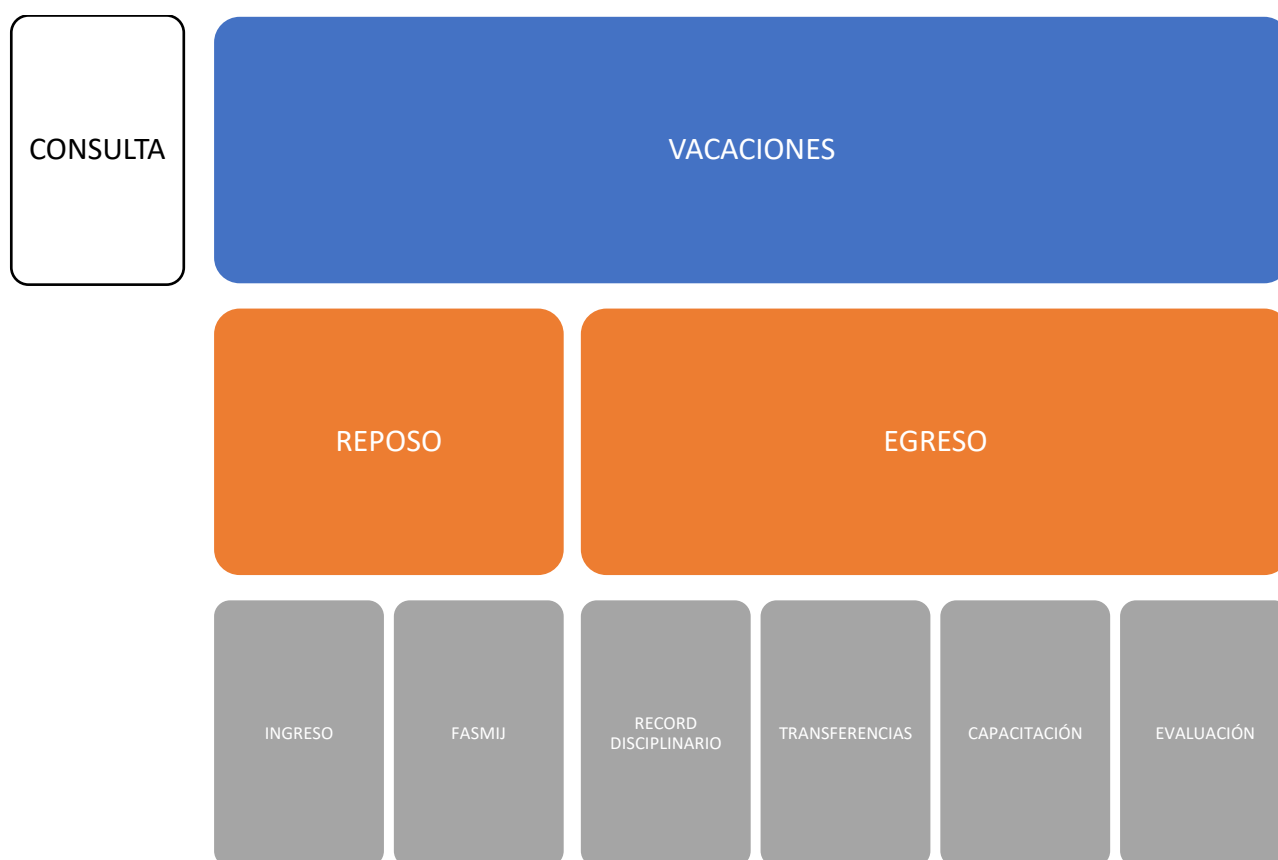 CONSULTA
VACACIONES
REPOSO
EGRESO
INGRESO
FASMIJ
RECORD
DISCIPLINARIO
TRANSFERENCIAS
CAPACITACIÓN
EVALUACIÓN